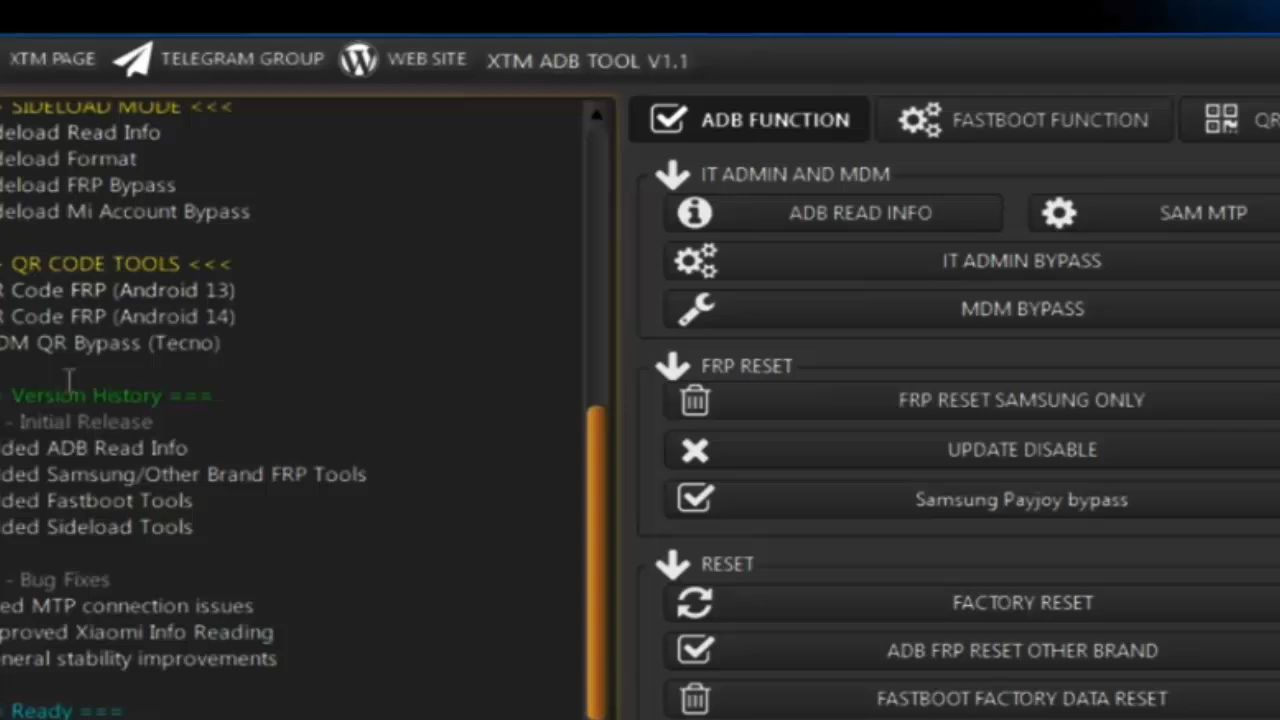 XTM PAGE TELEGRAM GROUP WEB SITE XTM ADB TOOL V1.1
SIDELOAD MODE <<<
deload Read Info
deload Format
deload FRP Bypass
deload Mi Account Bypass
QR CODE TOOLS <<<
R Code FRP (Android 13)
R Code FRP (Android 14)
DM QR Bypass (Tecno)
Version History ===
- Initial Release
ded ADB Read Info
ded Samsung/Other Brand FRP Tools
ded Fastboot Tools
ded Sideload Tools
- Bug Fixes
ed MTP connection issues
proved Xiaomi Info Reading
neral stability improvements
Ready ===
ADB FUNCTION FASTBOOT FUNCTION QR
IT ADMIN AND MDM
ADB READ INFO SAM MTP
IT ADMIN BYPASS
MDM BYPASS
FRP RESET
FRP RESET SAMSUNG ONLY
UPDATE DISABLE
Samsung Payjoy bypass
RESET
FACTORY RESET
ADB FRP RESET OTHER BRAND
FASTBOOT FACTORY DATA RESET